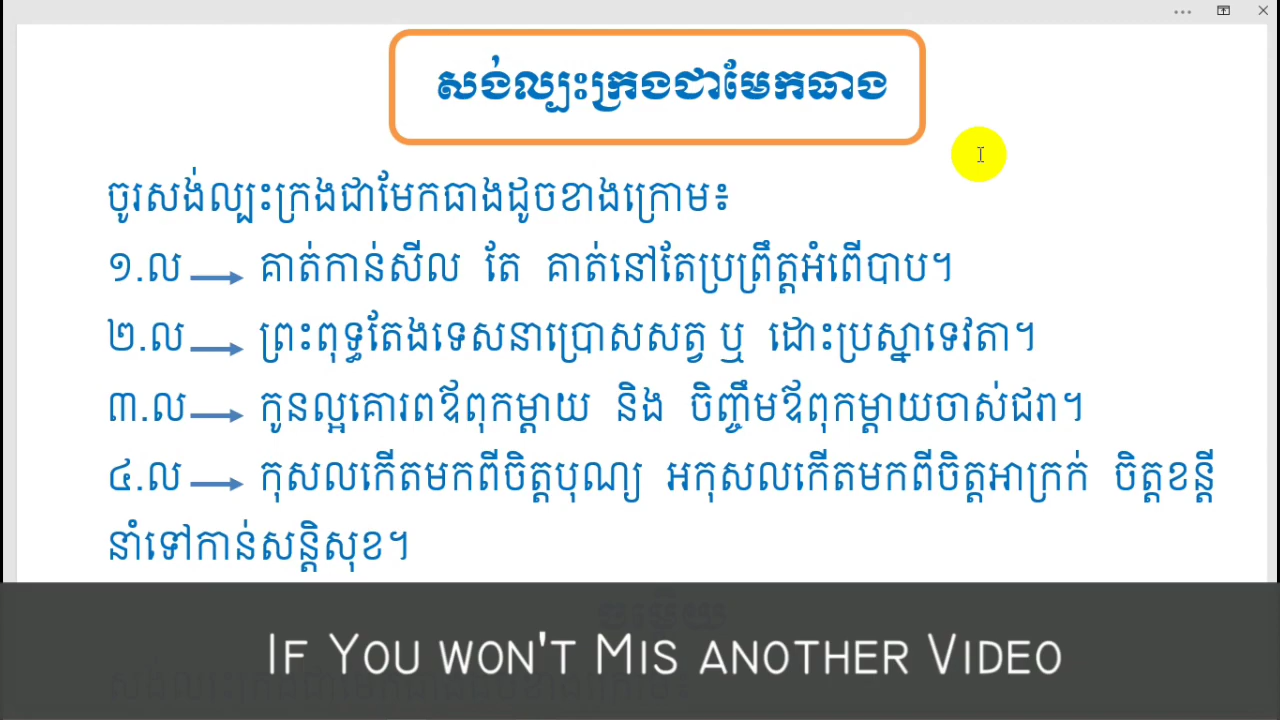 សង់ល្បះក្រងជាមែកធាង
ចូរសង់ល្បះក្រងជាមែកធាងដូចខាងក្រោម៖
១.ល → គាត់កាន់សីល តែ គាត់នៅតែប្រព្រឹត្តអំពើបាប។
២.ល → ព្រះពុទ្ធតែងទេសនាប្រោសសត្វ ឬ ដោះប្រស្នាទេវតា។
៣.ល → កូនល្អគោរពឪពុកម្តាយ និង ចិញ្ចឹមឪពុកម្តាយចាស់ជរា។
៤.ល → កុសលកើតមកពីចិត្តបុណ្យ អកុសលកើតមកពីចិត្តអាក្រក់ ចិត្តខន្តី
នាំទៅកាន់សន្តិសុខ។
ចម្លើយ
IF YOU WON'T MIS ANOTHER VIDEO